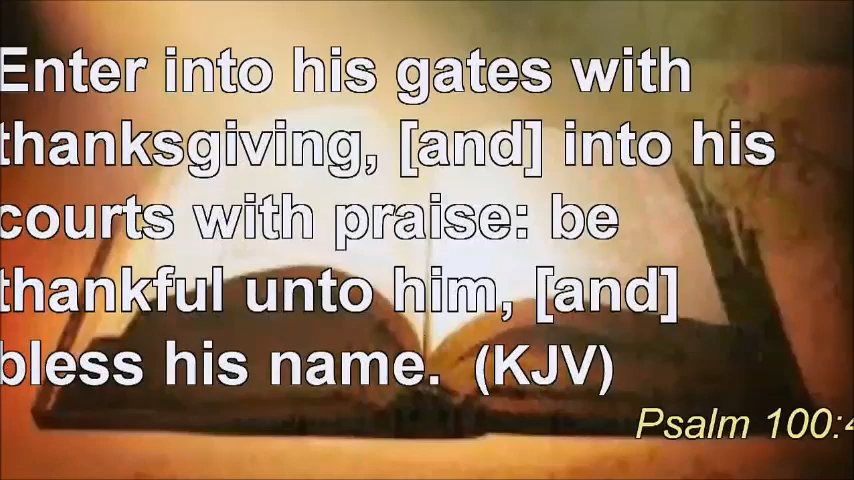 Enter into his gates with
thanksgiving, [and] into his
courts with praise: be
thankful unto him, [and]
bless his name. (KJV)
Psalm 100:4